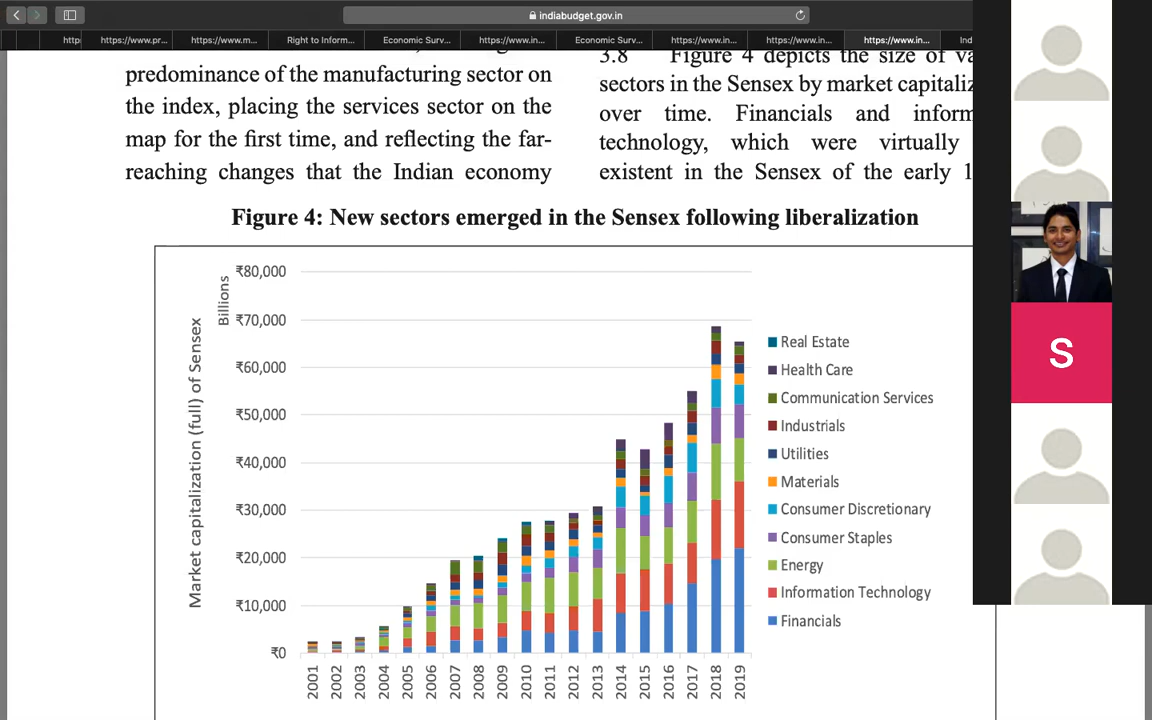 indiabudget.gov.in
http
https://www.pr...
https://www.m...
Right to Inform...
Economic Surv...
https://www.in...
Economic Surv...
https://www.in...
https://www.in...
https://www.in...
Ind
predominance of the manufacturing sector on
the index, placing the services sector on the
map for the first time, and reflecting the far-
reaching changes that the Indian economy
3.8 Figure 4 depicts the size of va
sectors in the Sensex by market capitaliz
over time. Financials and inform
technology, which were virtually
existent in the Sensex of the early 1
Figure 4: New sectors emerged in the Sensex following liberalization
Market capitalization (full) of Sensex
Billions
₹80,000
₹70,000
₹60,000
₹50,000
₹40,000
₹30,000
₹20,000
₹10,000
₹0
2001
2002
2003
2004
2005
2006
2007
2008
2009
2010
2011
2012
2013
2014
2015
2016
2017
2018
2019
Real Estate
Health Care
Communication Services
Industrials
Utilities
Materials
Consumer Discretionary
Consumer Staples
Energy
Information Technology
Financials
S